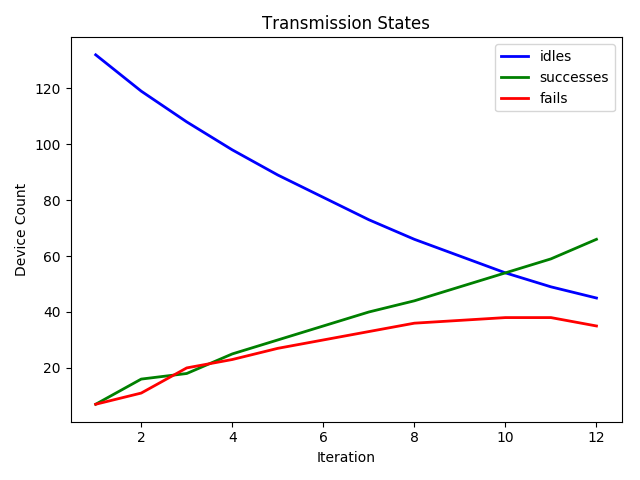 Transmission States
idles
successes
fails
Device Count
120
100
80
60
40
20
2 4 6 8 10 12
Iteration